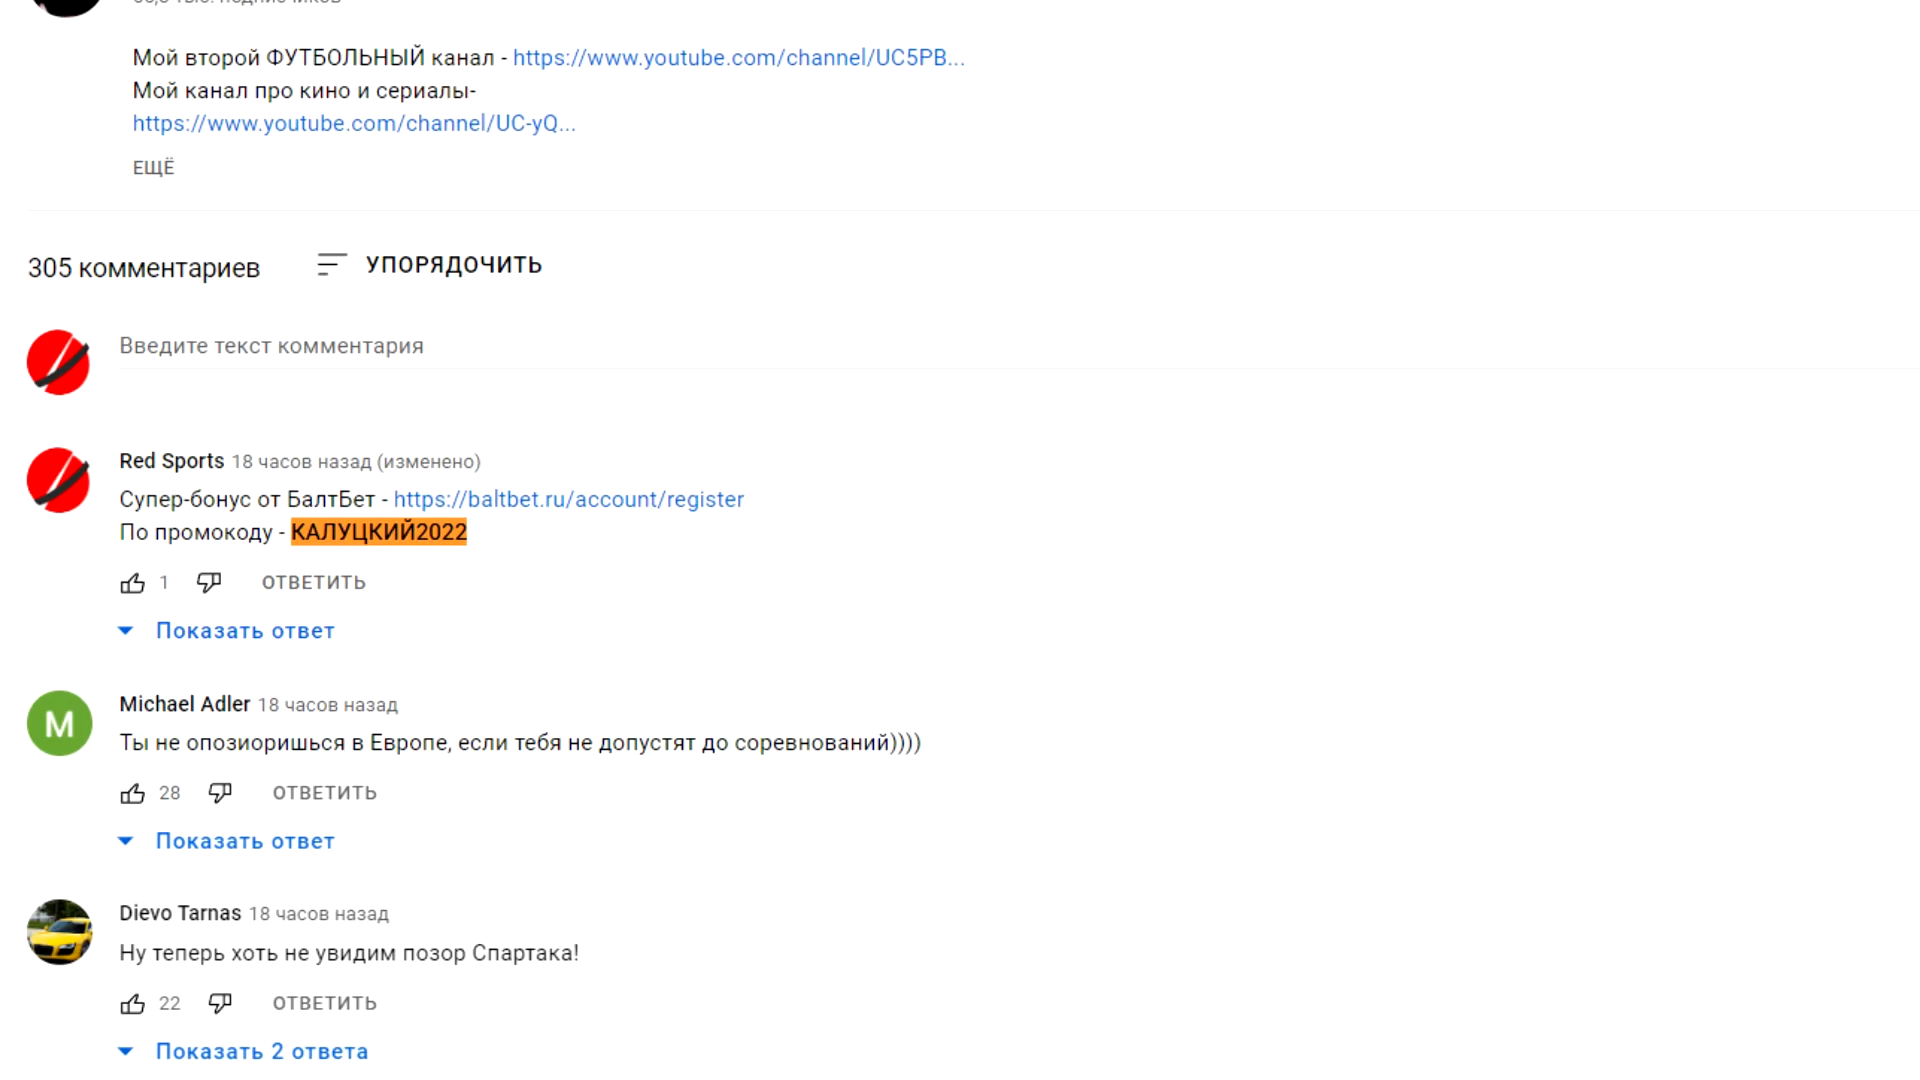 Мой второй ФУТБОЛЬНЫЙ канал - https://www.youtube.com/channel/UC5PB...
Мой канал про кино и сериалы-
https://www.youtube.com/channel/UC-yQ...
ЕЩЁ
305 комментариев УПОРЯДОЧИТЬ
Введите текст комментария
Red Sports 18 часов назад (изменено)
Супер-бонус от БалтБет - https://baltbet.ru/account/register
По промокоду - КАЛУЦКИЙ2022
1 ОТВЕТИТЬ
Показать ответ
M
Michael Adler 18 часов назад
Ты не опозиоришься в Европе, если тебя не допустят до соревнований))))
28 ОТВЕТИТЬ
Показать ответ
Dievo Tarnas 18 часов назад
Ну теперь хоть не увидим позор Спартака!
22 ОТВЕТИТЬ
Показать 2 ответа